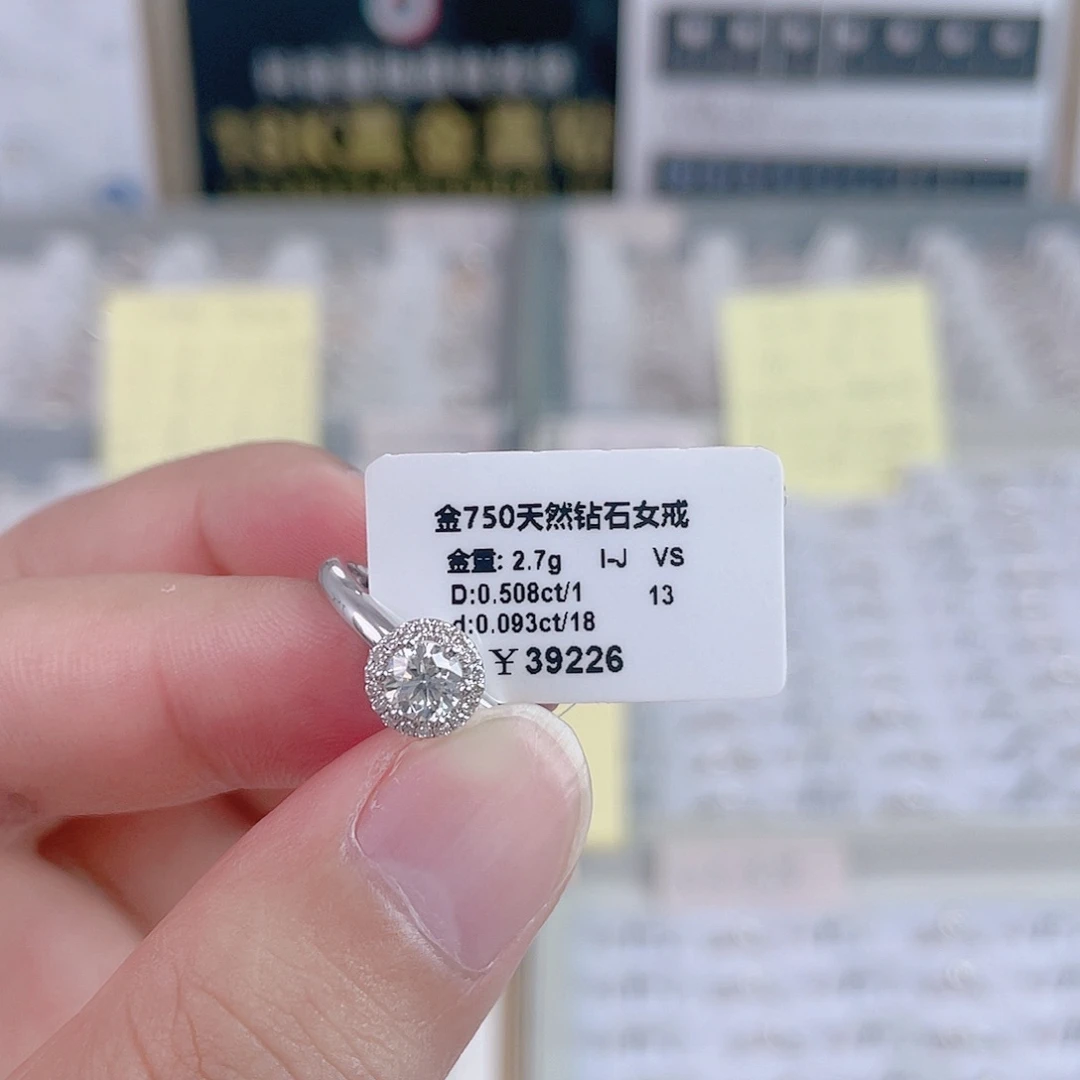 金750天然钻石女戒
金重: 2.7g I-J VS
D:0.508ct/1 13
d:0.093ct/18
￥39226